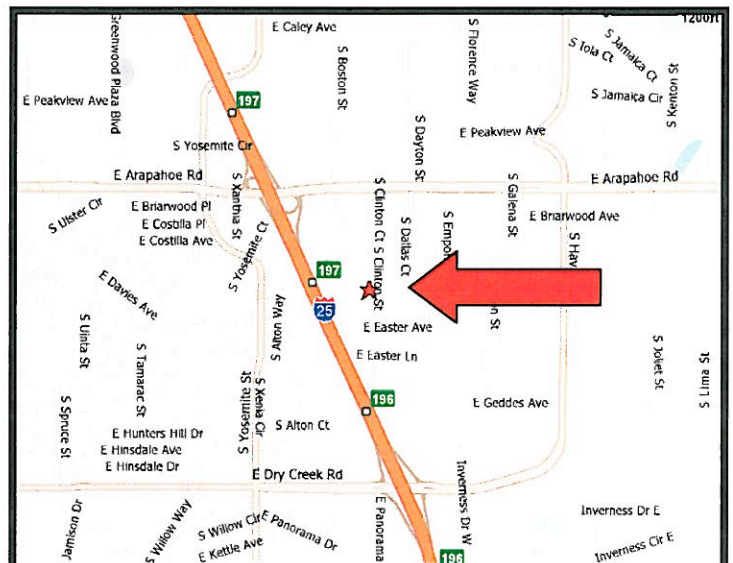 1200ft
E Caley Ave
S Florence Way
S Jamaica Ct
S Iola Ct
Greenwood Plaza Blvd
S Boston St
S Kenton St
E Peakview Ave
197
S Jamaica Cir
S Dayton St
E Peakview Ave
S Yosemite Cir
E Arapahoe Rd
E Arapahoe Rd
S Xanthia St
S Clinton Ct
S Galena St
S Ulster Cir
E Briarwood Pl
E Briarwood Ave
E Costilla Pl
E Costilla Ave
S Yosemite Ct
S Clinton St
S Dallas Ct
S Empor
S Hav
197
E Davies Ave
25
S Alton Way
n St
S Uinta St
E Easter Ave
S Tamarac St
E Easter Ln
S Joliet St
S Lima St
196
S Spruce St
S Yosemite St
S Xenia Cir
E Geddes Ave
S Alton Ct
E Hunters Hill Dr
E Hinsdale Ave
E Hinsdale Dr
E Dry Creek Rd
Inverness Dr W
Jamison Dr
S Willow Way
S Willow Cir
E Panorama Dr
E Panorama
Inverness Dr E
E Kettle Ave
Inverness Cir E
196